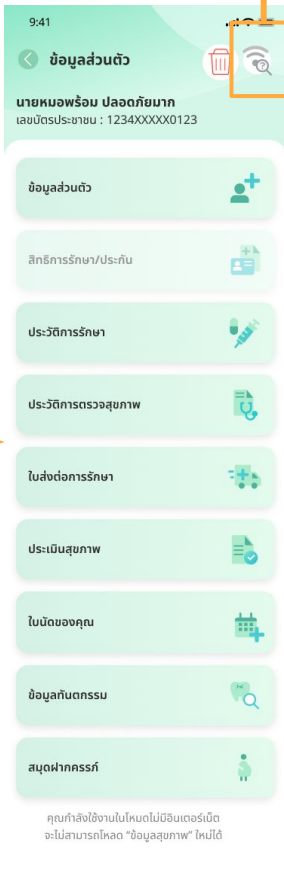 9:41
ข้อมูลส่วนตัว
นายหมอพร้อม ปลอดภัยมาก
เลขบัตรประชาชน : 1234XXXXX0123
ข้อมูลส่วนตัว
สิทธิการรักษา/ประกัน
ประวัติการรักษา
ประวัติการตรวจสุขภาพ
ใบส่งต่อการรักษา
ประเมินสุขภาพ
ใบนัดของคุณ
ข้อมูลทันตกรรม
สมุดฝากครรภ์
คุณกำลังใช้งานในโหมดไม่มีอินเตอร์เน็ต
จะไม่สามารถโหลด "ข้อมูลสุขภาพ" ใหม่ได้